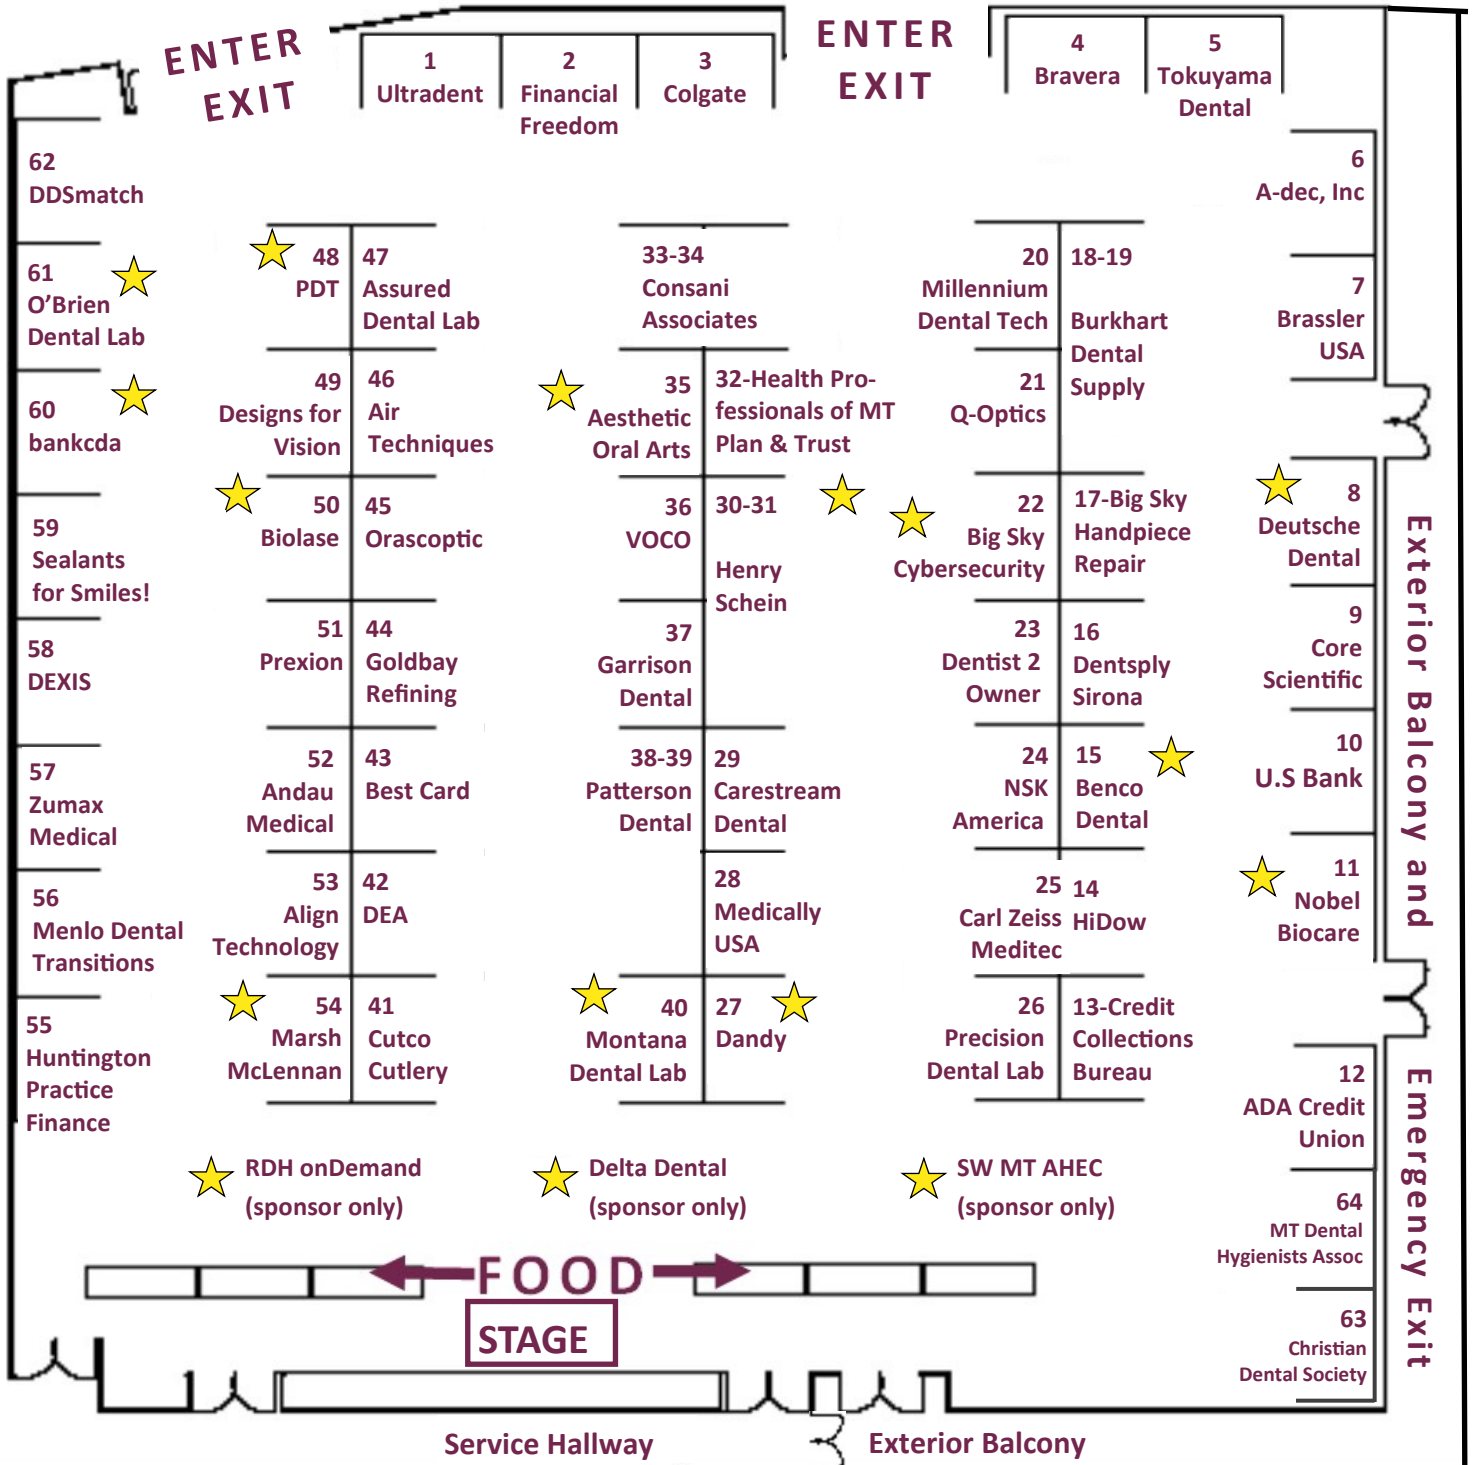 ENTER
EXIT
1
Ultradent
2
Financial
Freedom
3
Colgate
ENTER
EXIT
4
Bravera
5
Tokuyama
Dental
62
DDSmatch
61
O’Brien
Dental Lab
60
bankcda
59
Sealants
for Smiles!
58
DEXIS
57
Zumax
Medical
56
Menlo Dental
Transitions
55
Huntington
Practice
Finance
48
PDT
49
Designs for
Vision
50
Biolase
51
Prexion
52
Andau
Medical
53
Align
Technology
54
Marsh
McLennan
47
Assured
Dental Lab
46
Air
Techniques
45
Orascoptic
44
Goldbay
Refining
43
Best Card
42
DEA
41
Cutco
Cutlery
33-34
Consani
Associates
35
Aesthetic
Oral Arts
36
VOCO
37
Garrison
Dental
38-39
Patterson
Dental
40
Montana
Dental Lab
32-Health Pro-
fessionals of MT
Plan & Trust
30-31
Henry
Schein
29
Carestream
Dental
28
Medically
USA
27
Dandy
20
Millennium
Dental Tech
21
Q-Optics
22
Big Sky
Cybersecurity
23
Dentist 2
Owner
24
NSK
America
25
Carl Zeiss
Meditec
26
Precision
Dental Lab
18-19
Burkhart
Dental
Supply
17-Big Sky
Handpiece
Repair
16
Dentsply
Sirona
15
Benco
Dental
14
HiDow
13-Credit
Collections
Bureau
6
A-dec, Inc
7
Brassler
USA
8
Deutsche
Dental
9
Core
Scientific
10
U.S Bank
11
Nobel
Biocare
12
ADA Credit
Union
64
MT Dental
Hygienists Assoc
63
Christian
Dental Society
Exterior Balcony and
Emergency Exit
RDH onDemand
(sponsor only)
Delta Dental
(sponsor only)
SW MT AHEC
(sponsor only)
FOOD
STAGE
Service Hallway
Exterior Balcony